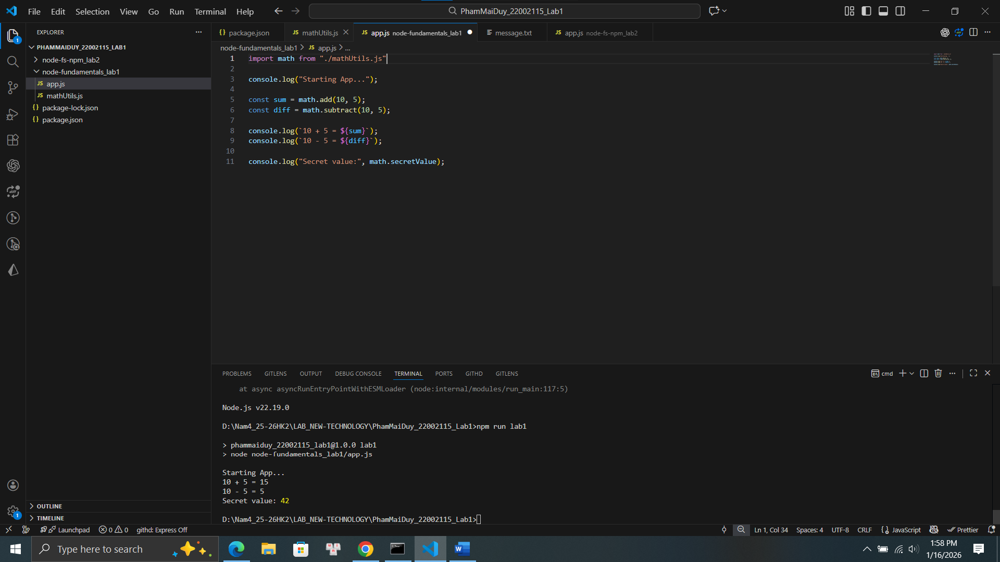 File Edit Selection View Go Run Terminal Help
PhamMaiDuy_22002115_Lab1
EXPLORER
PHAMMAIDUY_22002115_LAB1
node-fs-npm_lab2
node-fundamentals_lab1
JS app.js
JS mathUtils.js
{} package-lock.json
{} package.json
OUTLINE
TIMELINE
{} package.json
JS mathUtils.js
JS app.js node-fundamentals_lab1
message.txt
JS app.js node-fs-npm_lab2
node-fundamentals_lab1 > JS app.js > ...
1 import math from "./mathUtils.js"
2
3 console.log("Starting App...");
4
5 const sum = math.add(10, 5);
6 const diff = math.subtract(10, 5);
7
8 console.log(`10 + 5 = ${sum}`);
9 console.log(`10 - 5 = ${diff}`);
10
11 console.log("Secret value:", math.secretValue);
PROBLEMS GITLENS OUTPUT DEBUG CONSOLE TERMINAL PORTS GITHD GITLENS
cmd
at async asyncRunEntryPointWithESMLoader (node:internal/modules/run_main:117:5)
Node.js v22.19.0
D:\Nam4_25-26HK2\LAB_NEW-TECHNOLOGY\PhamMaiDuy_22002115_Lab1>npm run lab1
> phammaiduy_22002115_lab1@1.0.0 lab1
> node node-fundamentals_lab1/app.js
Starting App...
10 + 5 = 15
10 - 5 = 5
Secret value: 42
D:\Nam4_25-26HK2\LAB_NEW-TECHNOLOGY\PhamMaiDuy_22002115_Lab1>
Launchpad 0 0 githd: Express Off
Ln 1, Col 34 Spaces: 4 UTF-8 CRLF {} JavaScript Prettier
Type here to search
1:58 PM
1/16/2026